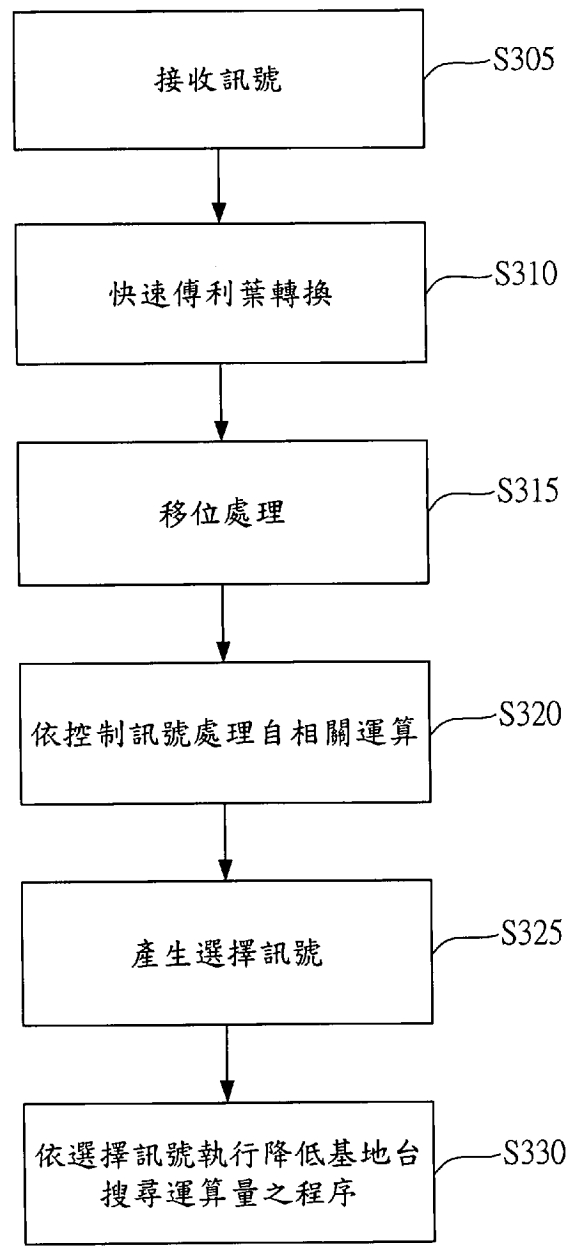 接收訊號
S305
快速傅利葉轉換
S310
移位處理
S315
依控制訊號處理自相關運算
S320
產生選擇訊號
S325
依選擇訊號執行降低基地台
搜尋運算量之程序
S330